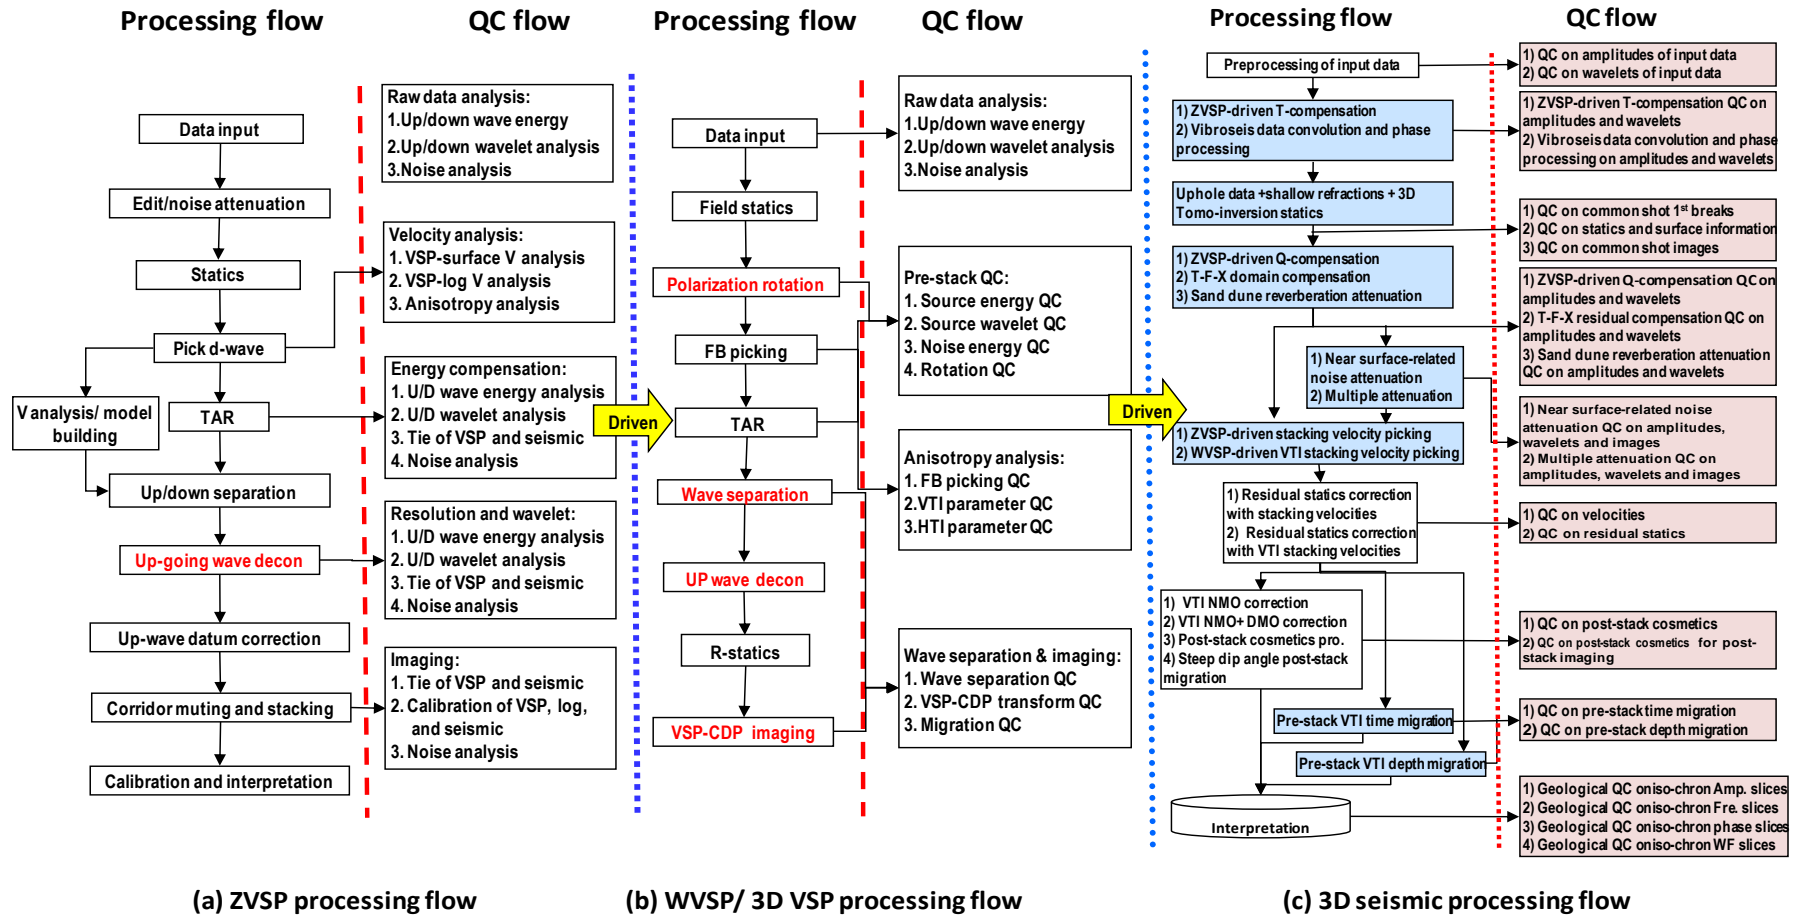 Processing flow
QC flow
Data input
Edit/noise attenuation
Statics
Pick d-wave
V analysis/ model
building
TAR
Up/down separation
Up-going wave decon
Up-wave datum correction
Corridor muting and stacking
Calibration and interpretation
Raw data analysis:
1.Up/down wave energy
2.Up/down wavelet analysis
3.Noise analysis
Velocity analysis:
1. VSP-surface V analysis
2. VSP-log V analysis
3. Anisotropy analysis
Energy compensation:
1. U/D wave energy analysis
2. U/D wavelet analysis
3. Tie of VSP and seismic
4. Noise analysis
Resolution and wavelet:
1. U/D wave energy analysis
2. U/D wavelet analysis
3. Tie of VSP and seismic
4. Noise analysis
Imaging:
1. Tie of VSP and seismic
2. Calibration of VSP, log,
and seismic
3. Noise analysis
(a) ZVSP processing flow
Driven
Processing flow
QC flow
Data input
Field statics
Polarization rotation
FB picking
TAR
Wave separation
UP wave decon
R-statics
VSP-CDP imaging
Raw data analysis:
1.Up/down wave energy
2.Up/down wavelet analysis
3.Noise analysis
Pre-stack QC:
1. Source energy QC
2. Source wavelet QC
3. Noise energy QC
4. Rotation QC
Anisotropy analysis:
1. FB picking QC
2.VTI parameter QC
3.HTI parameter QC
Wave separation & imaging:
1. Wave separation QC
2. VSP-CDP transform QC
3. Migration QC
(b) WVSP/ 3D VSP processing flow
Driven
Processing flow
QC flow
Preprocessing of input data
1) ZVSP-driven T-compensation
2) Vibroseis data convolution and phase
processing
Uphole data +shallow refractions + 3D
Tomo-inversion statics
1) ZVSP-driven Q-compensation
2) T-F-X domain compensation
3) Sand dune reverberation attenuation
1) Near surface-related
noise attenuation
2) Multiple attenuation
1) ZVSP-driven stacking velocity picking
2) WVSP-driven VTI stacking velocity picking
1) Residual statics correction
with stacking velocities
2) Residual statics correction
with VTI stacking velocities
1) VTI NMO correction
2) VTI NMO+ DMO correction
3) Post-stack cosmetics pro.
4) Steep dip angle post-stack
migration
Pre-stack VTI time migration
Pre-stack VTI depth migration
Interpretation
1) QC on amplitudes of input data
2) QC on wavelets of input data
1) ZVSP-driven T-compensation QC on
amplitudes and wavelets
2) Vibroseis data convolution and phase
processing on amplitudes and wavelets
1) QC on common shot 1st breaks
2) QC on statics and surface information
3) QC on common shot images
1) ZVSP-driven Q-compensation QC on
amplitudes and wavelets
2) T-F-X residual compensation QC on
amplitudes and wavelets
3) Sand dune reverberation attenuation
QC on amplitudes and wavelets
1) Near surface-related noise
attenuation QC on amplitudes,
wavelets and images
2) Multiple attenuation QC on
amplitudes, wavelets and images
1) QC on velocities
2) QC on residual statics
1) QC on post-stack cosmetics
2) QC on post-stack cosmetics for post-
stack imaging
1) QC on pre-stack time migration
2) QC on pre-stack depth migration
1) Geological QC oniso-chron Amp. slices
2) Geological QC oniso-chron Fre. slices
3) Geological QC oniso-chron phase slices
4) Geological QC oniso-chron WF slices
(c) 3D seismic processing flow